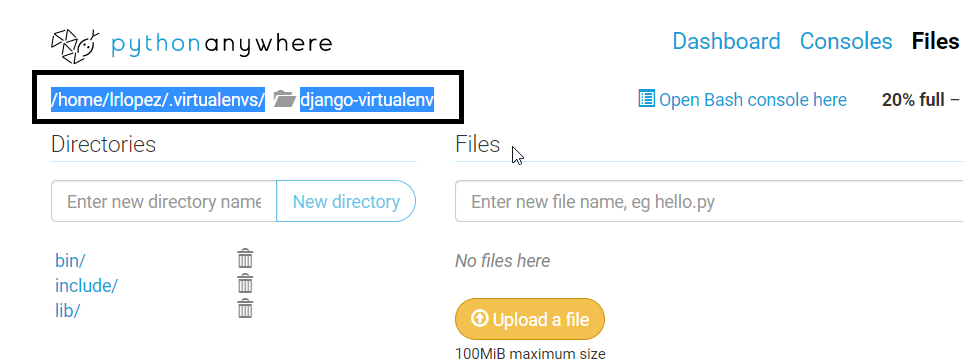 pythonanywhere
Dashboard Consoles Files
/home/lrlopez/.virtualenvs/ django-virtualenv
Open Bash console here 20% full –
Directories
Files
Enter new directory name
New directory
Enter new file name, eg hello.py
bin/
include/
lib/
No files here
Upload a file
100MiB maximum size